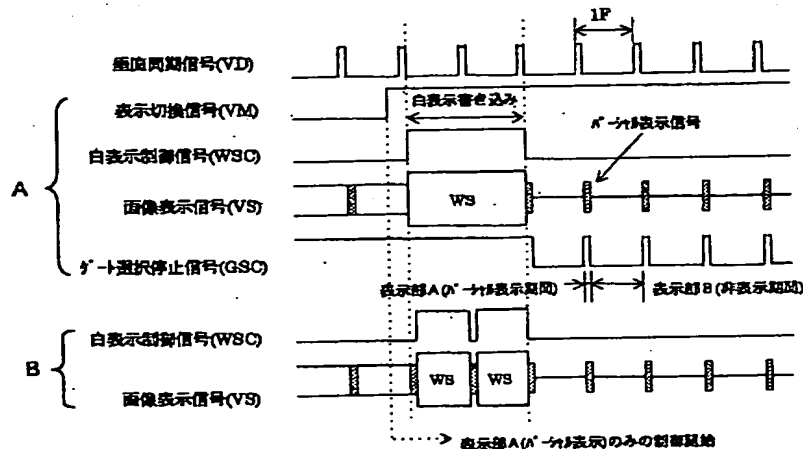 1F
垂直同期信号(VD)
表示切換信号(VM)
白表示書き込み
パーシャル表示信号
白表示制御信号(WSC)
A
画像表示信号(VS)
WS
ゲート選択停止信号(GSC)
表示部A(パーシャル表示期間)
表示部B(非表示期間)
白表示制御信号(WSC)
B
画像表示信号(VS)
WS
WS
表示部A(パーシャル表示)のみの制御開始